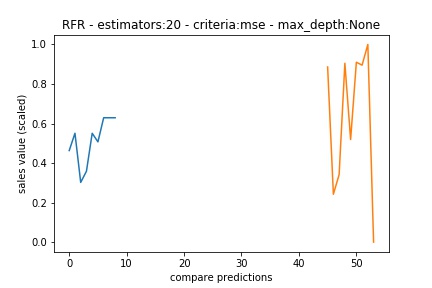 RFR - estimators:20 - criteria:mse - max_depth:None
1.0
0.8
0.6
0.4
0.2
0.0
sales value (scaled)
0 10 20 30 40 50
compare predictions